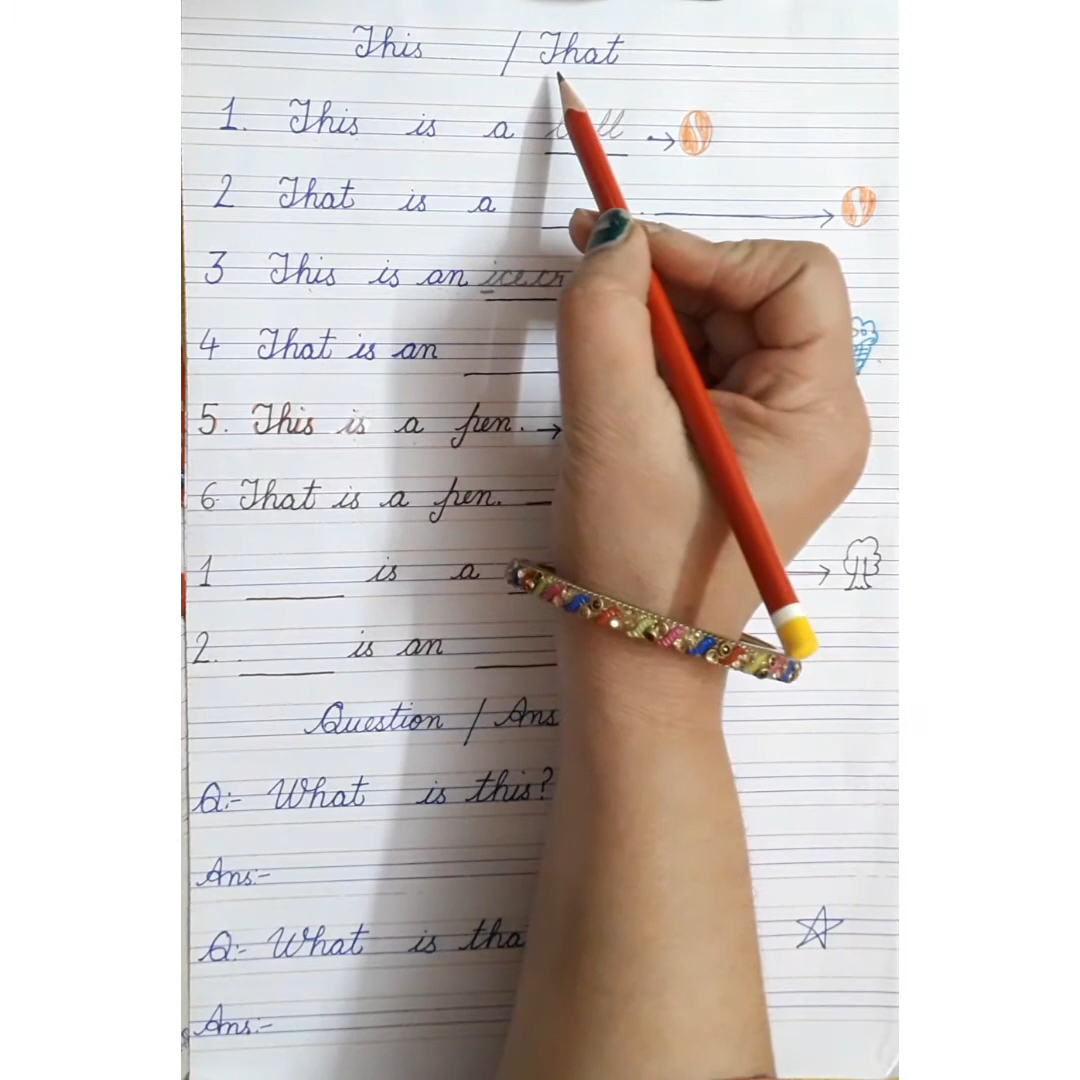 This / That
1. This is a ball
2 That is a
3 This is an ice
4 That is an
5. This is a pen.
6 That is a pen.
1 is a
2. is an
Question / Ans
Q:- What is this?
Ans:-
Q:- What is tha
Ans:-